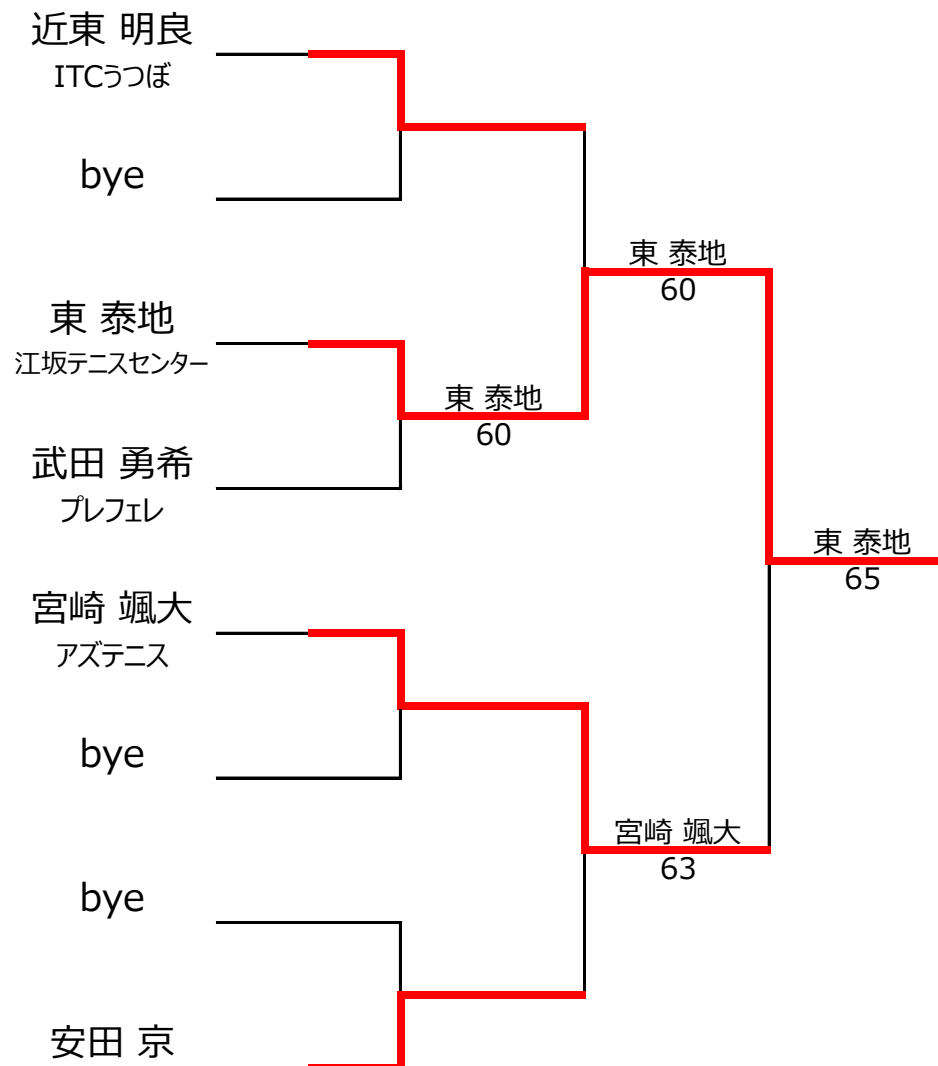 近東 明良
ITCうつぼ
bye
東 泰地
60
東 泰地
江坂テニスセンター
東 泰地
60
武田 勇希
プレフェレ
東 泰地
65
宮崎 颯大
アズテニス
bye
宮崎 颯大
63
bye
安田 京